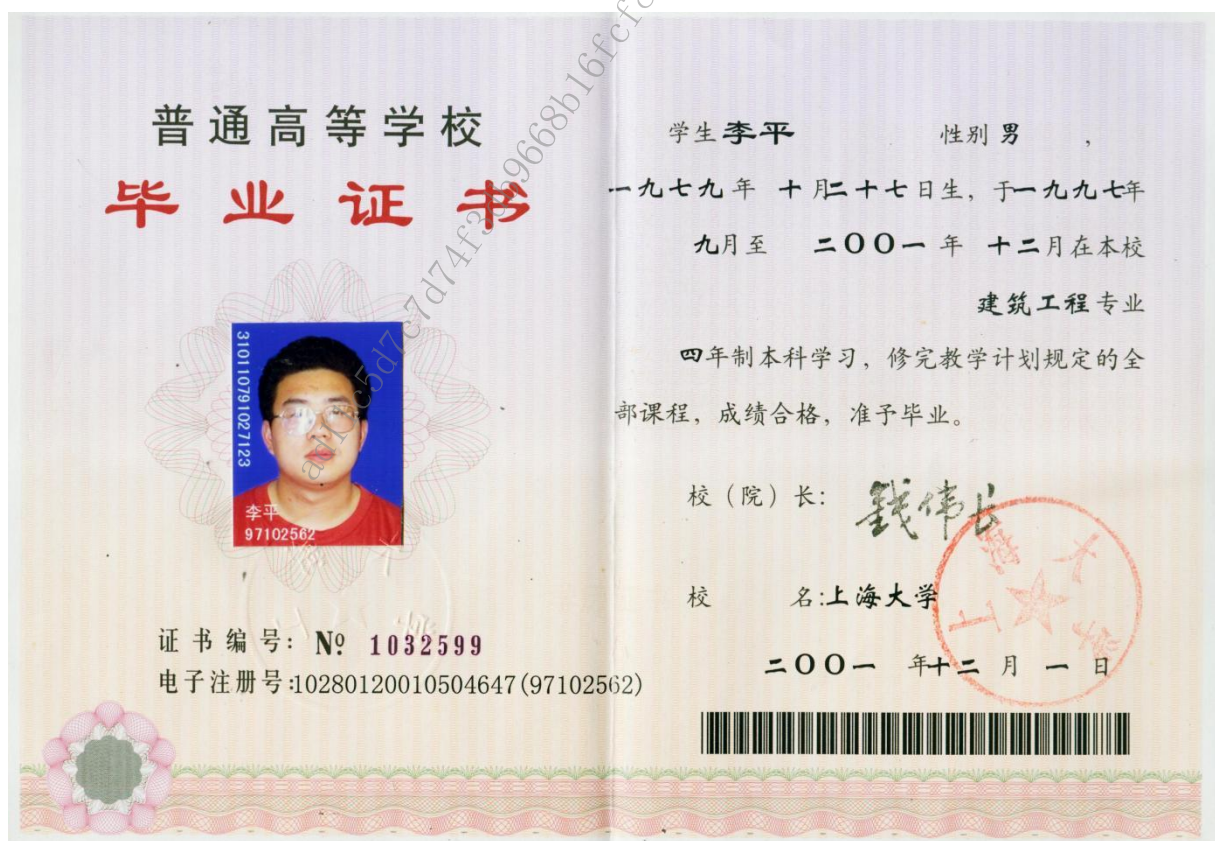 普通高等学校
毕业证书
310110791027123
李平
97102562
证书编号: № 1032599
电子注册号:10280120010504647(97102562)
学生李平 性别男,
一九七九年 十月二十七日生, 于一九九七年
九月至 二〇〇一年 十二月在本校
建筑工程专业
四年制本科学习, 修完教学计划规定的全
部课程, 成绩合格, 准予毕业。
校(院)长: 钱伟长
校 名:上海大学
上海大学
二〇〇一 年十二月一日